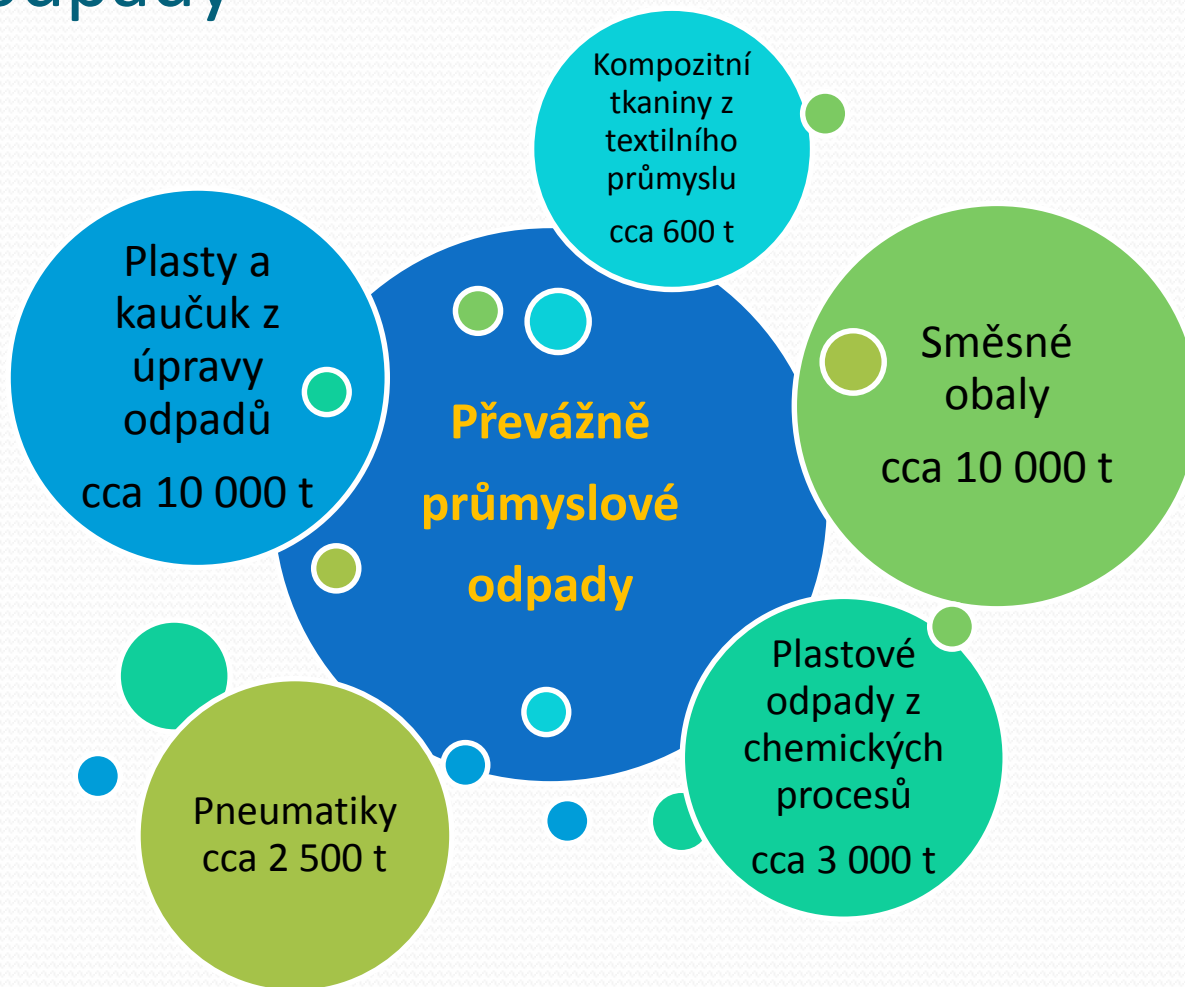 odpady
Kompozitní
tkaniny z
textilního
průmyslu
cca 600 t
Plasty a
kaučuk z
úpravy
odpadů
cca 10 000 t
Směsné
obaly
cca 10 000 t
Převážně
průmyslové
odpady
Plastové
odpady z
chemických
procesů
cca 3 000 t
Pneumatiky
cca 2 500 t